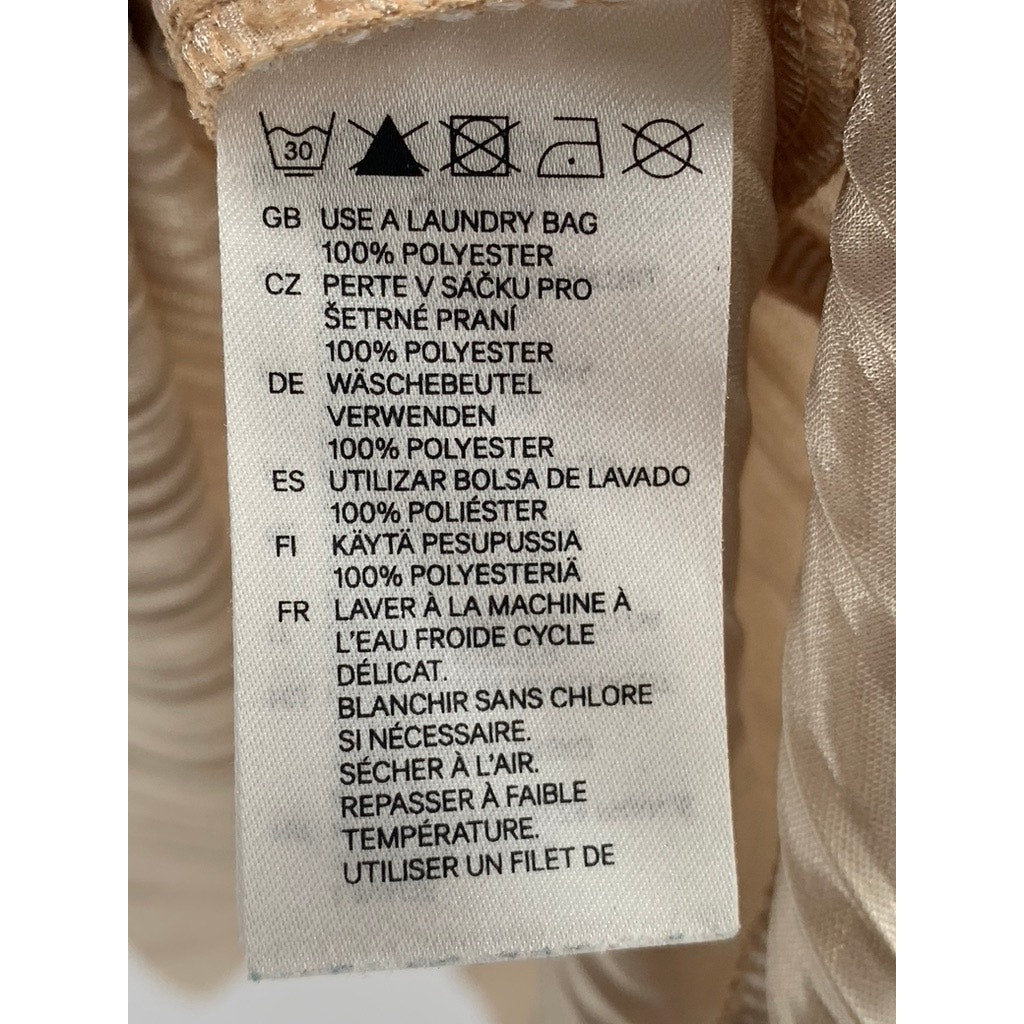 30
GB USE A LAUNDRY BAG
100% POLYESTER
CZ PERTE V SÁČKU PRO
ŠETRNÉ PRANÍ
100% POLYESTER
DE WÄSCHEBEUTEL
VERWENDEN
100% POLYESTER
ES UTILIZAR BOLSA DE LAVADO
100% POLIÉSTER
FI KÄYTÄ PESUPUSSIA
100% POLYESTERIÄ
FR LAVER À LA MACHINE À
L'EAU FROIDE CYCLE
DÉLICAT.
BLANCHIR SANS CHLORE
SI NÉCESSAIRE.
SÉCHER À L'AIR.
REPASSER À FAIBLE
TEMPÉRATURE.
UTILISER UN FILET DE